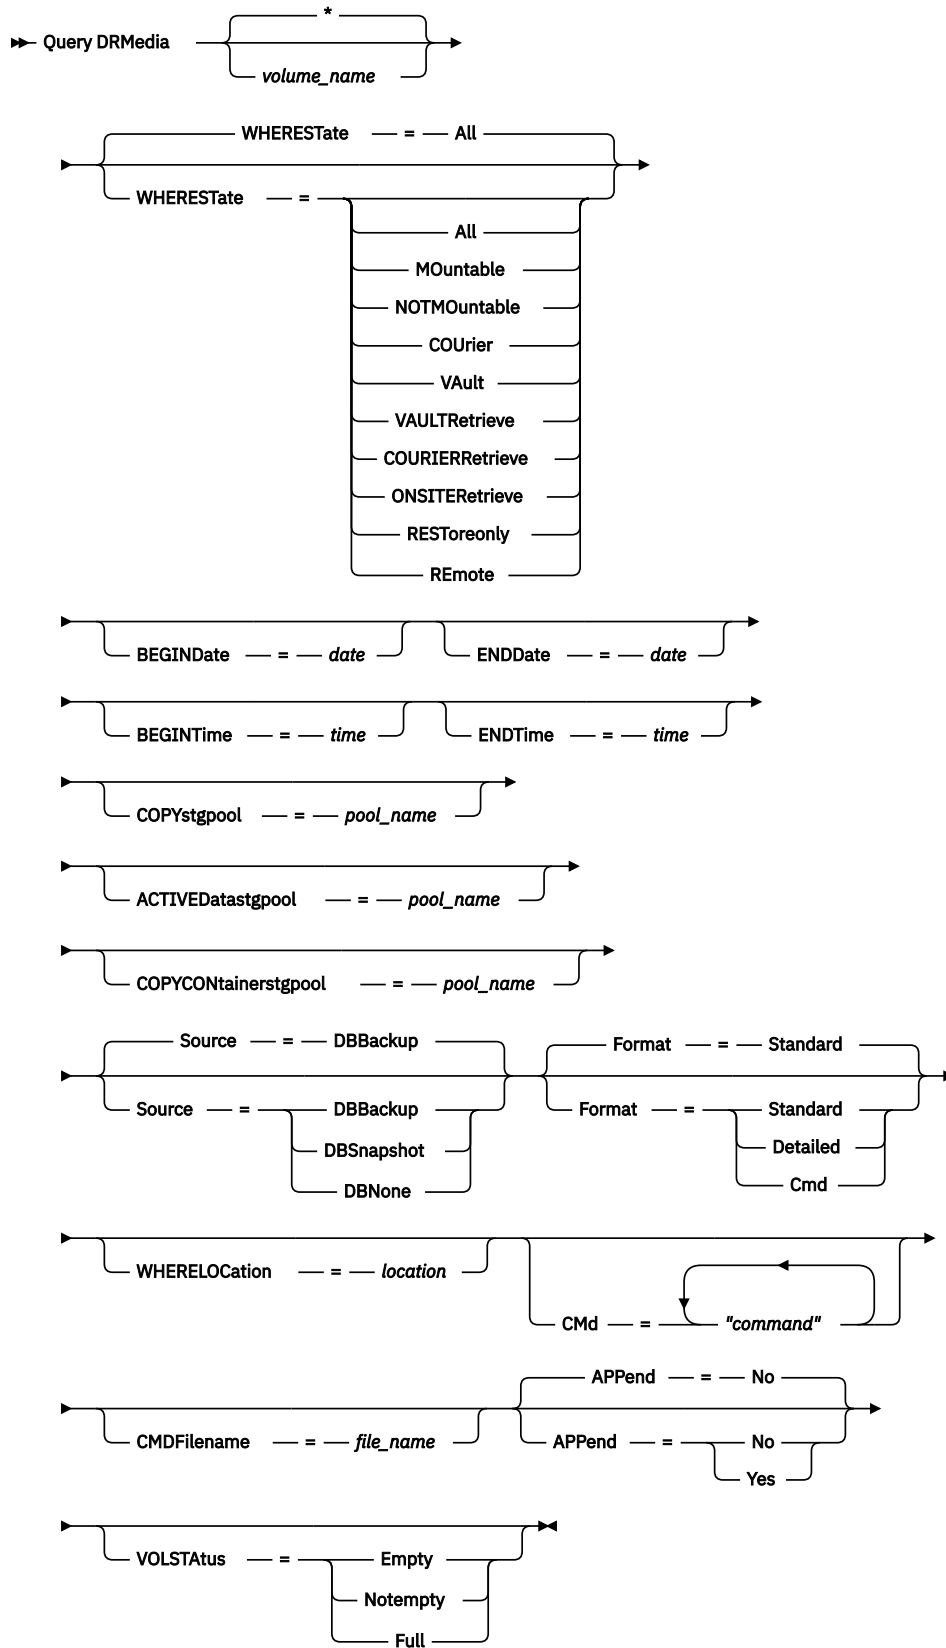 *
Query DRMedia
volume_name
WHERESTate = All
WHERESTate =
All
MOuntable
NOTMOuntable
COUrier
VAult
VAULTRetrieve
COURIERRetrieve
ONSITERetrieve
RESToreonly
REmote
BEGINDate = date ENDDate = date
BEGINTime = time ENDTime = time
COPYstgpool = pool_name
ACTIVEDatastgpool = pool_name
COPYCONtainerstgpool = pool_name
Source = DBBackup Format = Standard
Source = DBBackup Format = Standard
DBSnapshot Detailed
DBNone Cmd
WHERELOCation = location
CMd = "command"
APPend = No
CMDFilename = file_name APPend = No
Yes
VOLSTAtus = Empty
Notempty
Full